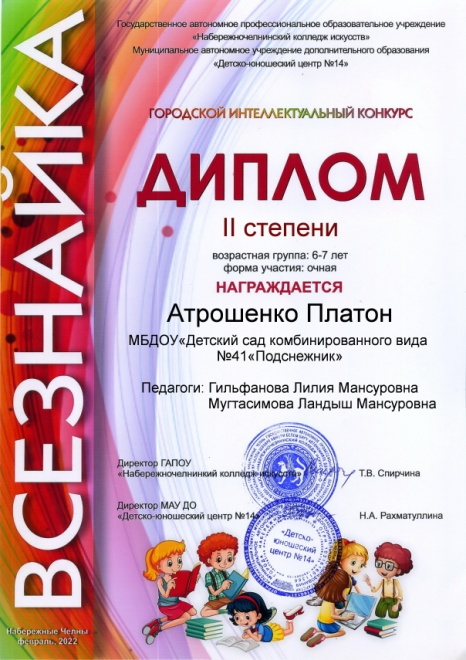 Государственное автономное профессиональное образовательное учреждение
«Набережночелнинский колледж искусств»
Муниципальное автономное учреждение дополнительного образования
«Детско-юношеский центр №14»
ВСЕЗНАЙКА
ГОРОДСКОЙ ИНТЕЛЛЕКТУАЛЬНЫЙ КОНКУРС
ДИПЛОМ
II степени
возрастная группа: 6-7 лет
форма участия: очная
НАГРАЖДАЕТСЯ
Атрошенко Платон
МБДОУ«Детский сад комбинированного вида
№41«Подснежник»
Педагоги: Гильфанова Лилия Мансуровна
Мугтасимова Ландыш Мансуровна
Директор ГАПОУ
«Набережночелнинкий колледж искусств»
Т.В. Спирчина
Директор МАУ ДО
«Детско-юношеский центр №14»
Н.А. Рахматуллина
«Детско-
юношеский
центр №14»
Набережные Челны
февраль, 2022